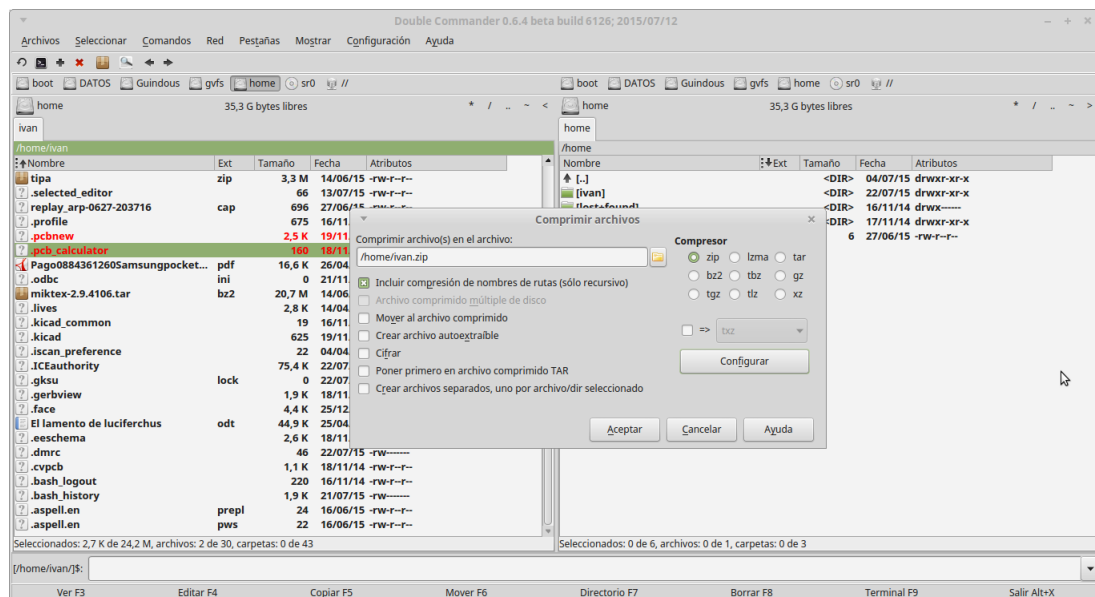 Double Commander 0.6.4 beta build 6126; 2015/07/12
Archivos Seleccionar Comandos Red Pestañas Mostrar Configuración Ayuda
boot DATOS Guindous gvfs home sr0 //
boot DATOS Guindous gvfs home sr0 //
home 35,3 G bytes libres * / .. ~ <
home 35,3 G bytes libres * / .. ~ >
ivan
home
/home/ivan
/home
Nombre Ext Tamaño Fecha Atributos
tipa zip 3,3 M 14/06/15 -rw-r--r--
.selected_editor 66 13/07/15 -rw-r--r--
replay_arp-0627-203716 cap 696 27/06/15 -rw-r--r--
.profile 675 16/11
.pcbnew 2,5 K 19/11
.pcb_calculator 160 18/11
Pago0884361260Samsungpocket... pdf 16,6 K 26/04
.odbc ini 0 21/11
miktex-2.9.4106.tar bz2 20,7 M 14/06
.lives 2,8 K 14/04
.kicad_common 19 16/11
.kicad 625 19/11
.iscan_preference 22 04/04
.ICEauthority 75,4 K 22/07
.gksu lock 0 22/07
.gerbview 1,9 K 18/11
.face 4,4 K 25/12
El lamento de luciferchus odt 44,9 K 25/04
.eeschema 2,6 K 18/11
.dmrc 46 22/07/15 -rw-------
.cvpcb 1,1 K 18/11/14 -rw-r--r--
.bash_logout 220 16/11/14 -rw-r--r--
.bash_history 1,9 K 21/07/15 -rw-------
.aspell.en prepl 24 16/06/15 -rw-r--r--
.aspell.en pws 22 16/06/15 -rw-r--r--
Seleccionados: 2,7 K de 24,2 M, archivos: 2 de 30, carpetas: 0 de 43
Nombre Ext Tamaño Fecha Atributos
[..] <DIR> 04/07/15 drwxr-xr-x
[ivan] <DIR> 22/07/15 drwxr-xr-x
[lost+found] <DIR> 16/11/14 drwx------
<DIR> 17/11/14 drwxr-xr-x
6 27/06/15 -rw-r--r--
Seleccionados: 0 de 6, archivos: 0 de 1, carpetas: 0 de 3
Comprimir archivos
Comprimir archivo(s) en el archivo:
/home/ivan.zip
Incluir compresión de nombres de rutas (sólo recursivo)
Archivo comprimido múltiple de disco
Mover al archivo comprimido
Crear archivo autoextraíble
Cifrar
Poner primero en archivo comprimido TAR
Crear archivos separados, uno por archivo/dir seleccionado
Compresor
zip lzma tar
bz2 tbz gz
tgz tlz xz
=> txz
Configurar
Aceptar Cancelar Ayuda
[/home/ivan/]$:
Ver F3 Editar F4 Copiar F5 Mover F6 Directorio F7 Borrar F8 Terminal F9 Salir Alt+X